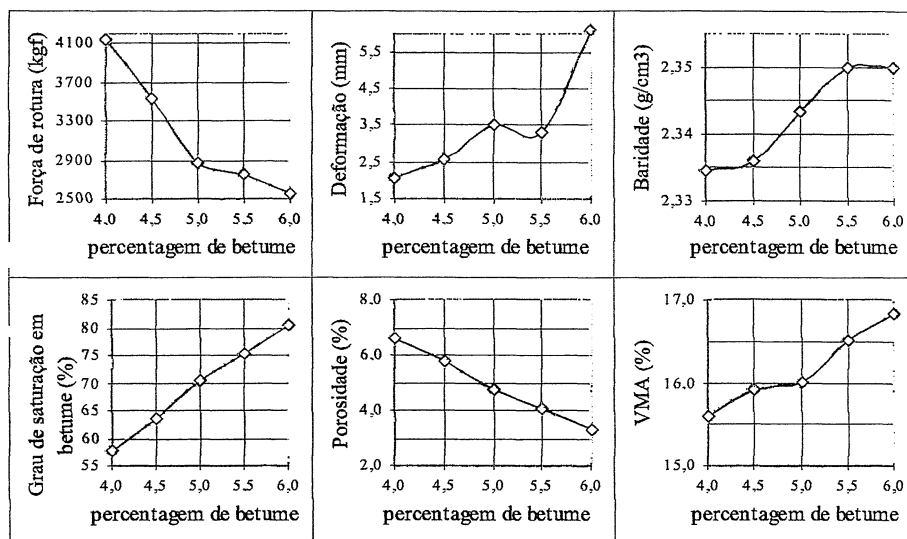 Força de rotura (kgf)
4100
3700
3300
2900
2500
4,0 4,5 5,0 5,5 6,0
percentagem de betume
Deformação (mm)
5,5
4,5
3,5
2,5
1,5
4,0 4,5 5,0 5,5 6,0
percentagem de betume
Baridade (g/cm3)
2,35
2,34
2,33
4,0 4,5 5,0 5,5 6,0
percentagem de betume
Grau de saturação em
betume (%)
85
80
75
70
65
60
55
4,0 4,5 5,0 5,5 6,0
percentagem de betume
Porosidade (%)
8,0
6,0
4,0
2,0
4,0 4,5 5,0 5,5 6,0
percentagem de betume
VMA (%)
17,0
16,0
15,0
4,0 4,5 5,0 5,5 6,0
percentagem de betume